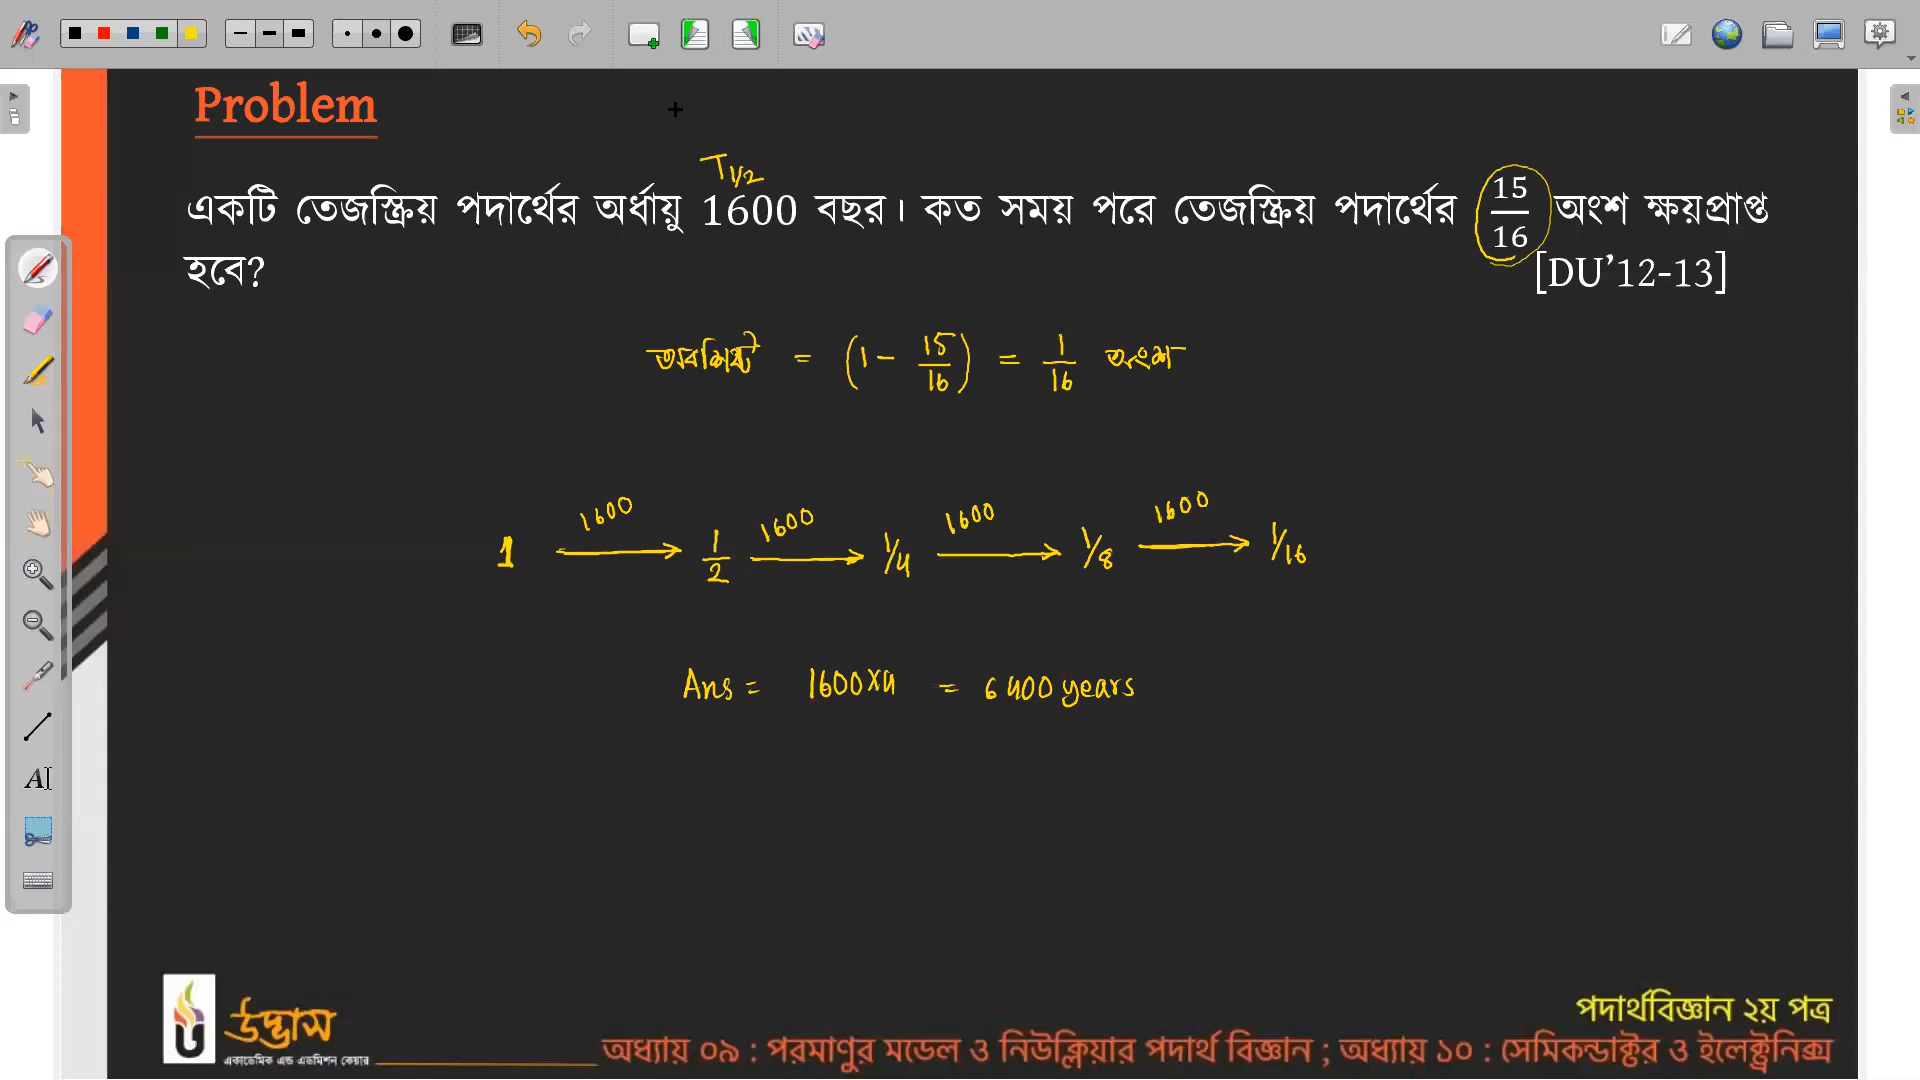 Problem
T1/2
একটি তেজস্ক্রিয় পদার্থের অর্ধায়ু 1600 বছর। কত সময় পরে তেজস্ক্রিয় পদার্থের 15/16 অংশ ক্ষয়প্রাপ্ত
হবে? [DU’12-13]
অবশিষ্ট = (1 - 15/16) = 1/16 অংশ
1600 1600 1600 1600
1 → 1/2 → 1/4 → 1/8 → 1/16
Ans = 1600×4 = 6400 years
উদ্ভাস
একাডেমিক এন্ড এডমিশন কেয়ার
পদার্থবিজ্ঞান ২য় পত্র
অধ্যায় ০৯ : পরমাণুর মডেল ও নিউক্লিয়ার পদার্থ বিজ্ঞান ; অধ্যায় ১০ : সেমিকন্ডাক্টর ও ইলেক্ট্রনিক্স